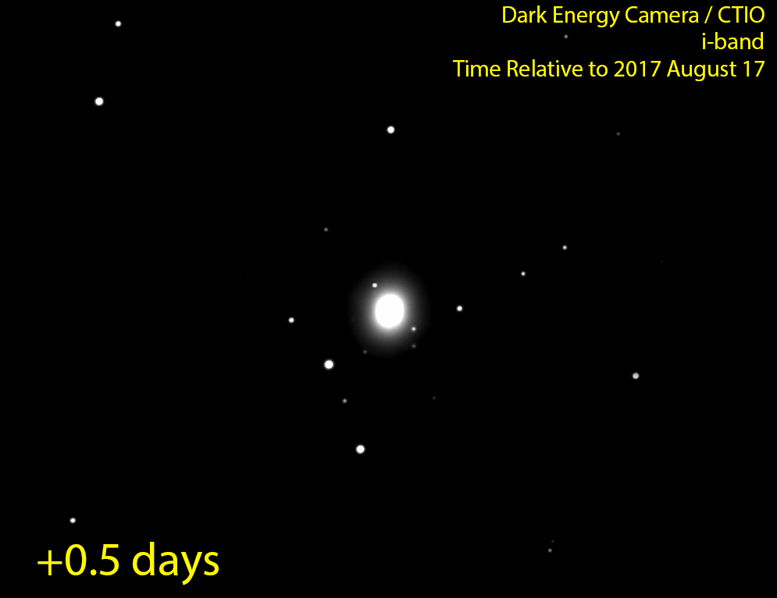 Dark Energy Camera / CTIO
i-band
Time Relative to 2017 August 17
+0.5 days